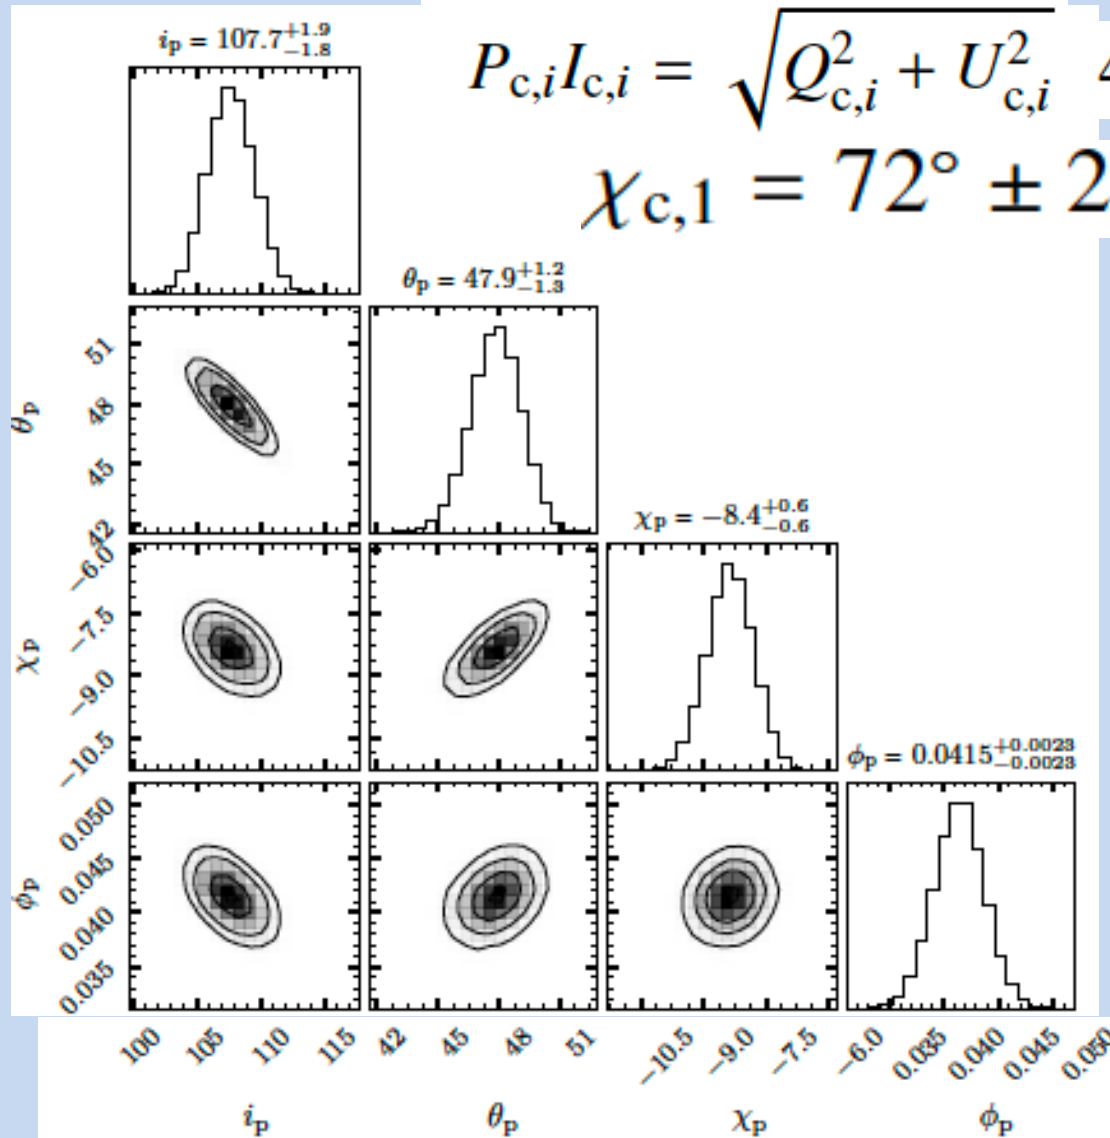 i_p = 107.7^{+1.9}_{-1.8}
P_{c,i} I_{c,i} = \sqrt{Q^2_{c,i} + U^2_{c,i}}
χ_{c,1} = 72° ± 2
θ_p = 47.9^{+1.2}_{-1.3}
θ_p
51
48
45
42
χ_p = −8.4^{+0.6}_{-0.6}
χ_p
−6.0
−7.5
−9.0
−10.5
ϕ_p = 0.0415^{+0.0023}_{-0.0023}
ϕ_p
0.050
0.045
0.040
0.035
100 105 110 115 42 45 48 51 −10.5 −9.0 −7.5 −6.0 0.035 0.040 0.045 0.050
i_p θ_p χ_p ϕ_p